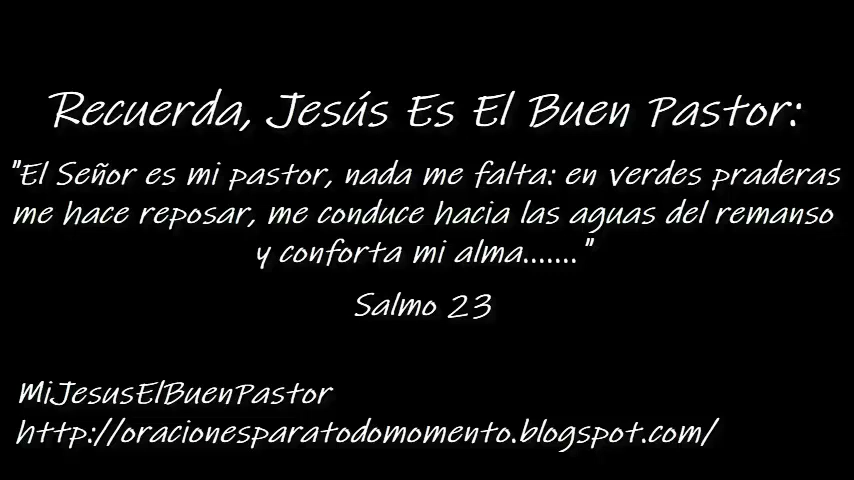 Recuerda, Jesús Es El Buen Pastor:
"El Señor es mi pastor, nada me falta: en verdes praderas
me hace reposar, me conduce hacia las aguas del remanso
y conforta mi alma......."
Salmo 23
MiJesusElBuenPastor
http://oracionesparatodomomento.blogspot.com/